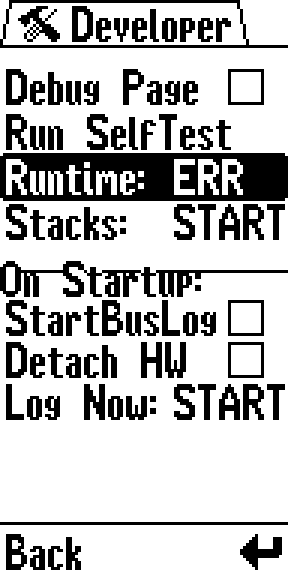 Developer
Debug Page
Run SelfTest
Runtime: ERR
Stacks: START
On Startup:
StartBusLog
Detach HW
Log Now: START
Back